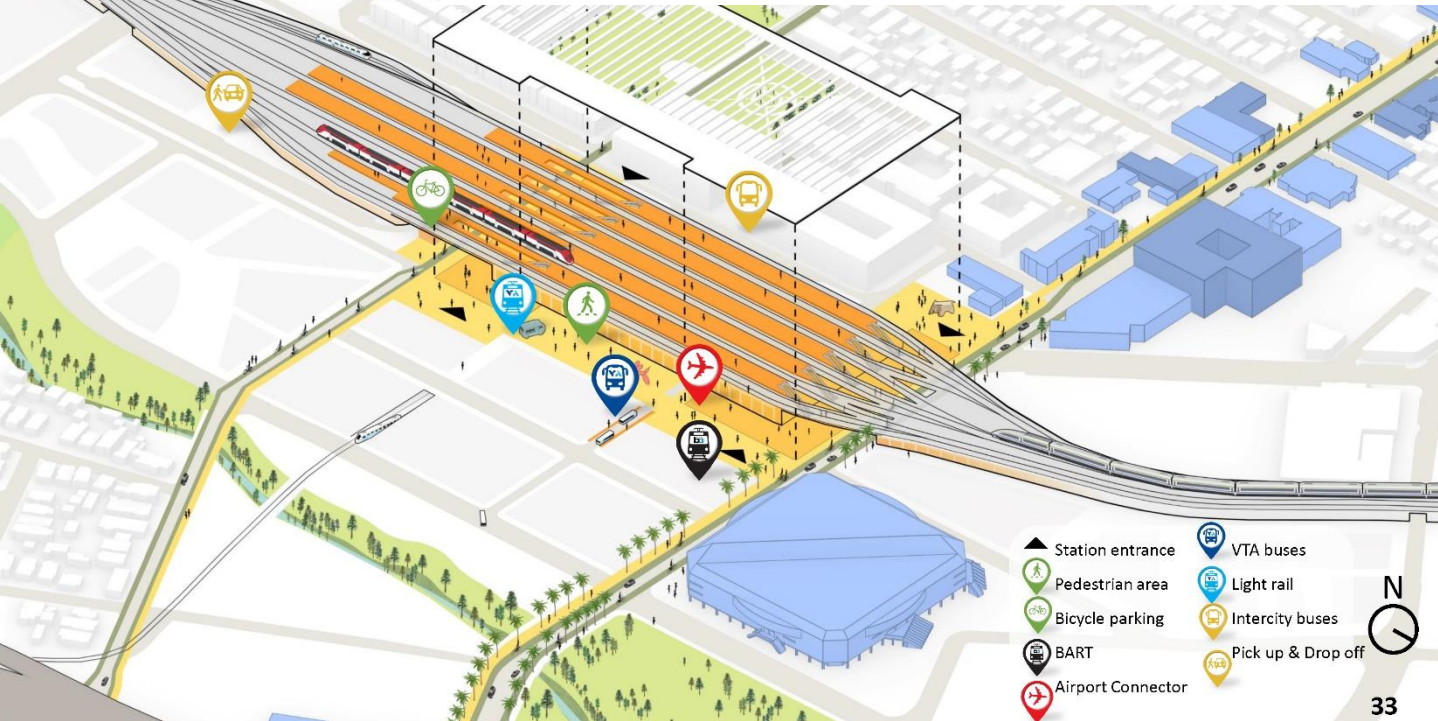 Station entrance
Pedestrian area
Bicycle parking
BART
Airport Connector
VTA buses
Light rail
Intercity buses
Pick up & Drop off
N
33